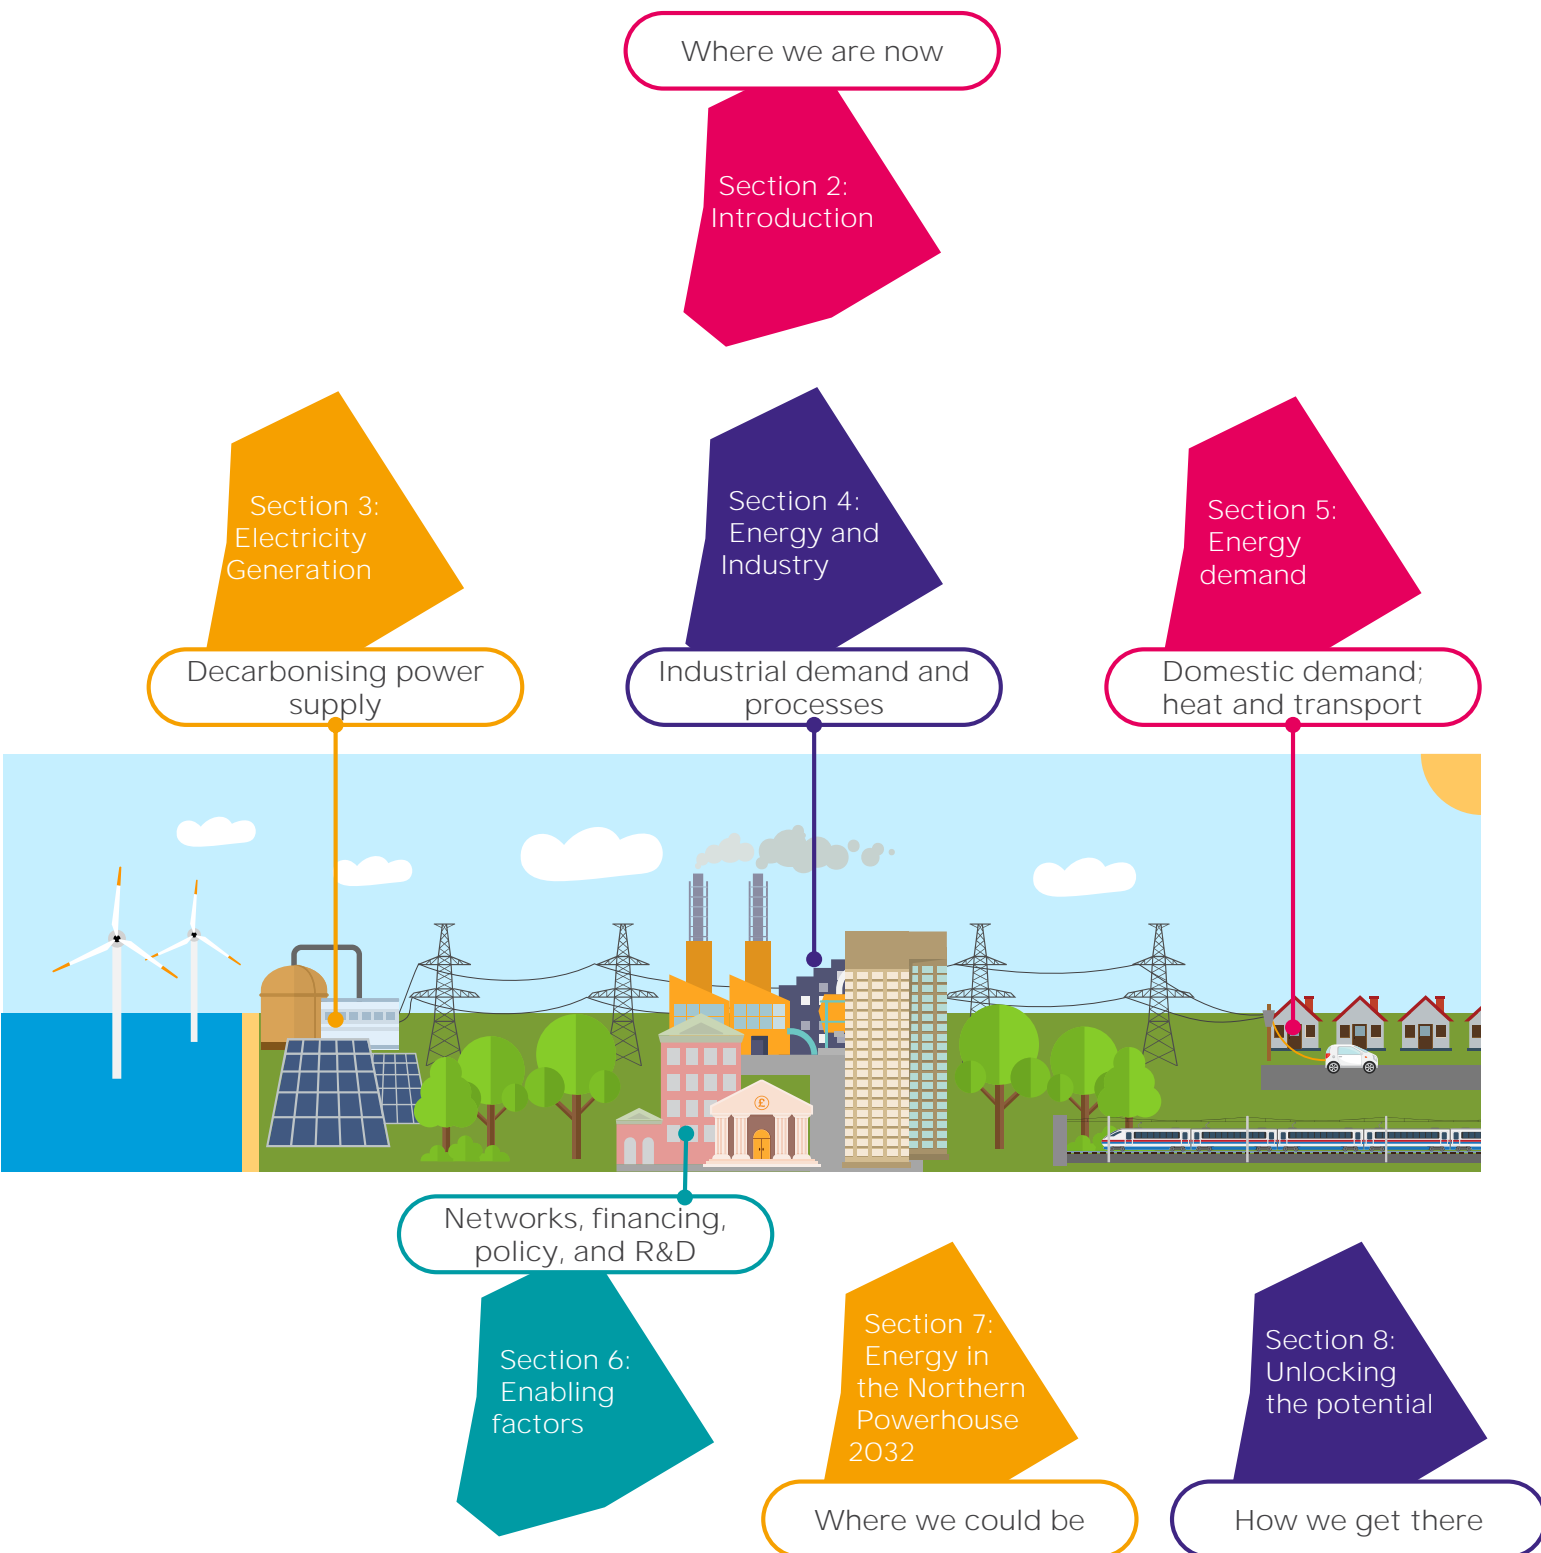 Where we are now
Section 2:
Introduction
Section 3:
Electricity
Generation
Decarbonising power
supply
Section 4:
Energy and
Industry
Industrial demand and
processes
Section 5:
Energy
demand
Domestic demand;
heat and transport
£
Networks, financing,
policy, and R&D
Section 6:
Enabling
factors
Section 7:
Energy in
the Northern
Powerhouse
2032
Where we could be
Section 8:
Unlocking
the potential
How we get there